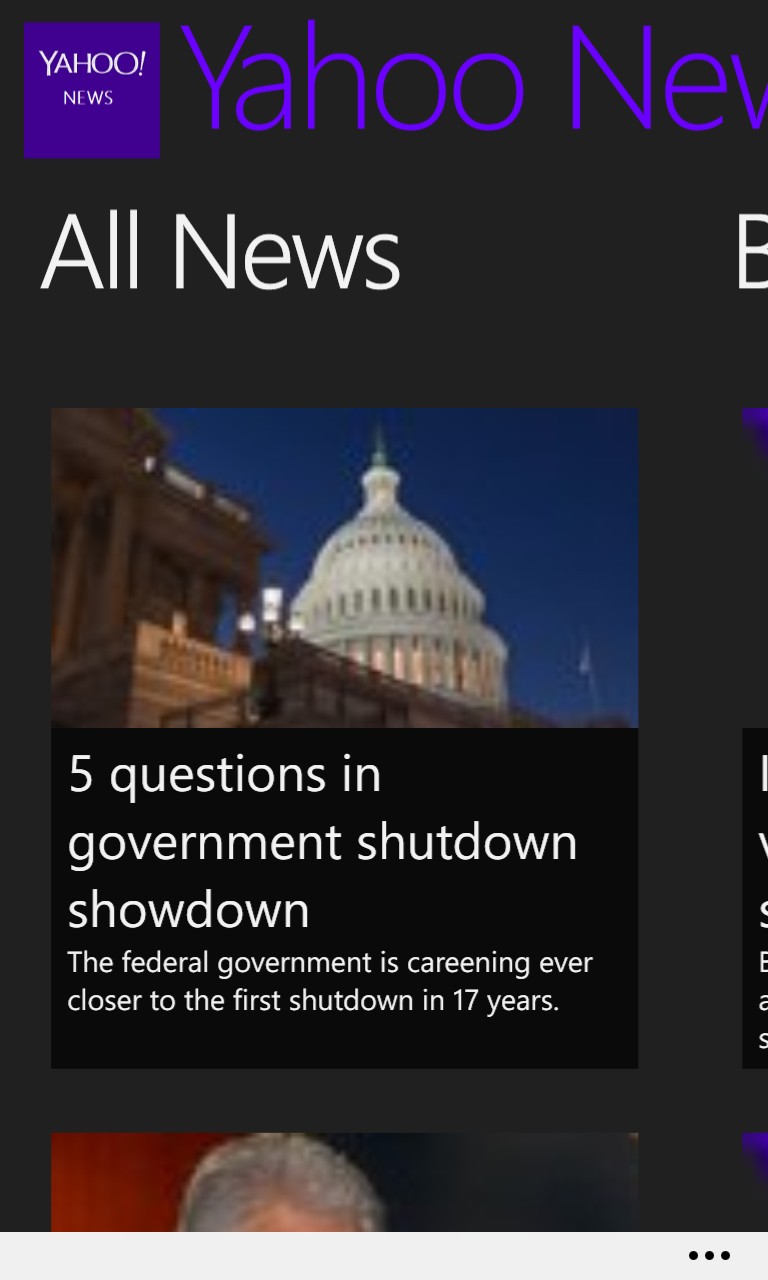 YAHOO!
NEWS
Yahoo New
All News
B
5 questions in
government shutdown
showdown
The federal government is careening ever
closer to the first shutdown in 17 years.